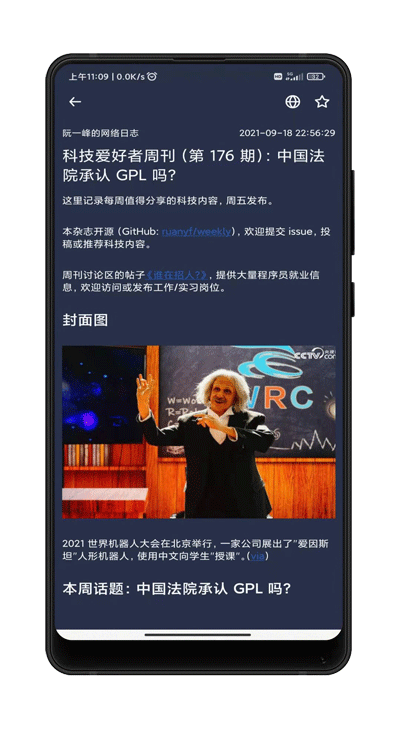 上午11:09 | 0.0K/s
HD 5G 32
阮一峰的网络日志 2021-09-18 22:56:29
科技爱好者周刊（第 176 期）：中国法
院承认 GPL 吗？
这里记录每周值得分享的科技内容，周五发布。
本杂志开源（GitHub: ruanyf/weekly），欢迎提交 issue，投
稿或推荐科技内容。
周刊讨论区的帖子《谁在招人？》，提供大量程序员就业信
息，欢迎访问或发布工作/实习岗位。
封面图
CCTV
.com
WRC
W=W
R=R
2021 世界机器人大会在北京举行，一家公司展出了“爱因斯
坦”人形机器人，使用中文向学生“授课”。（via）
本周话题：中国法院承认 GPL 吗？